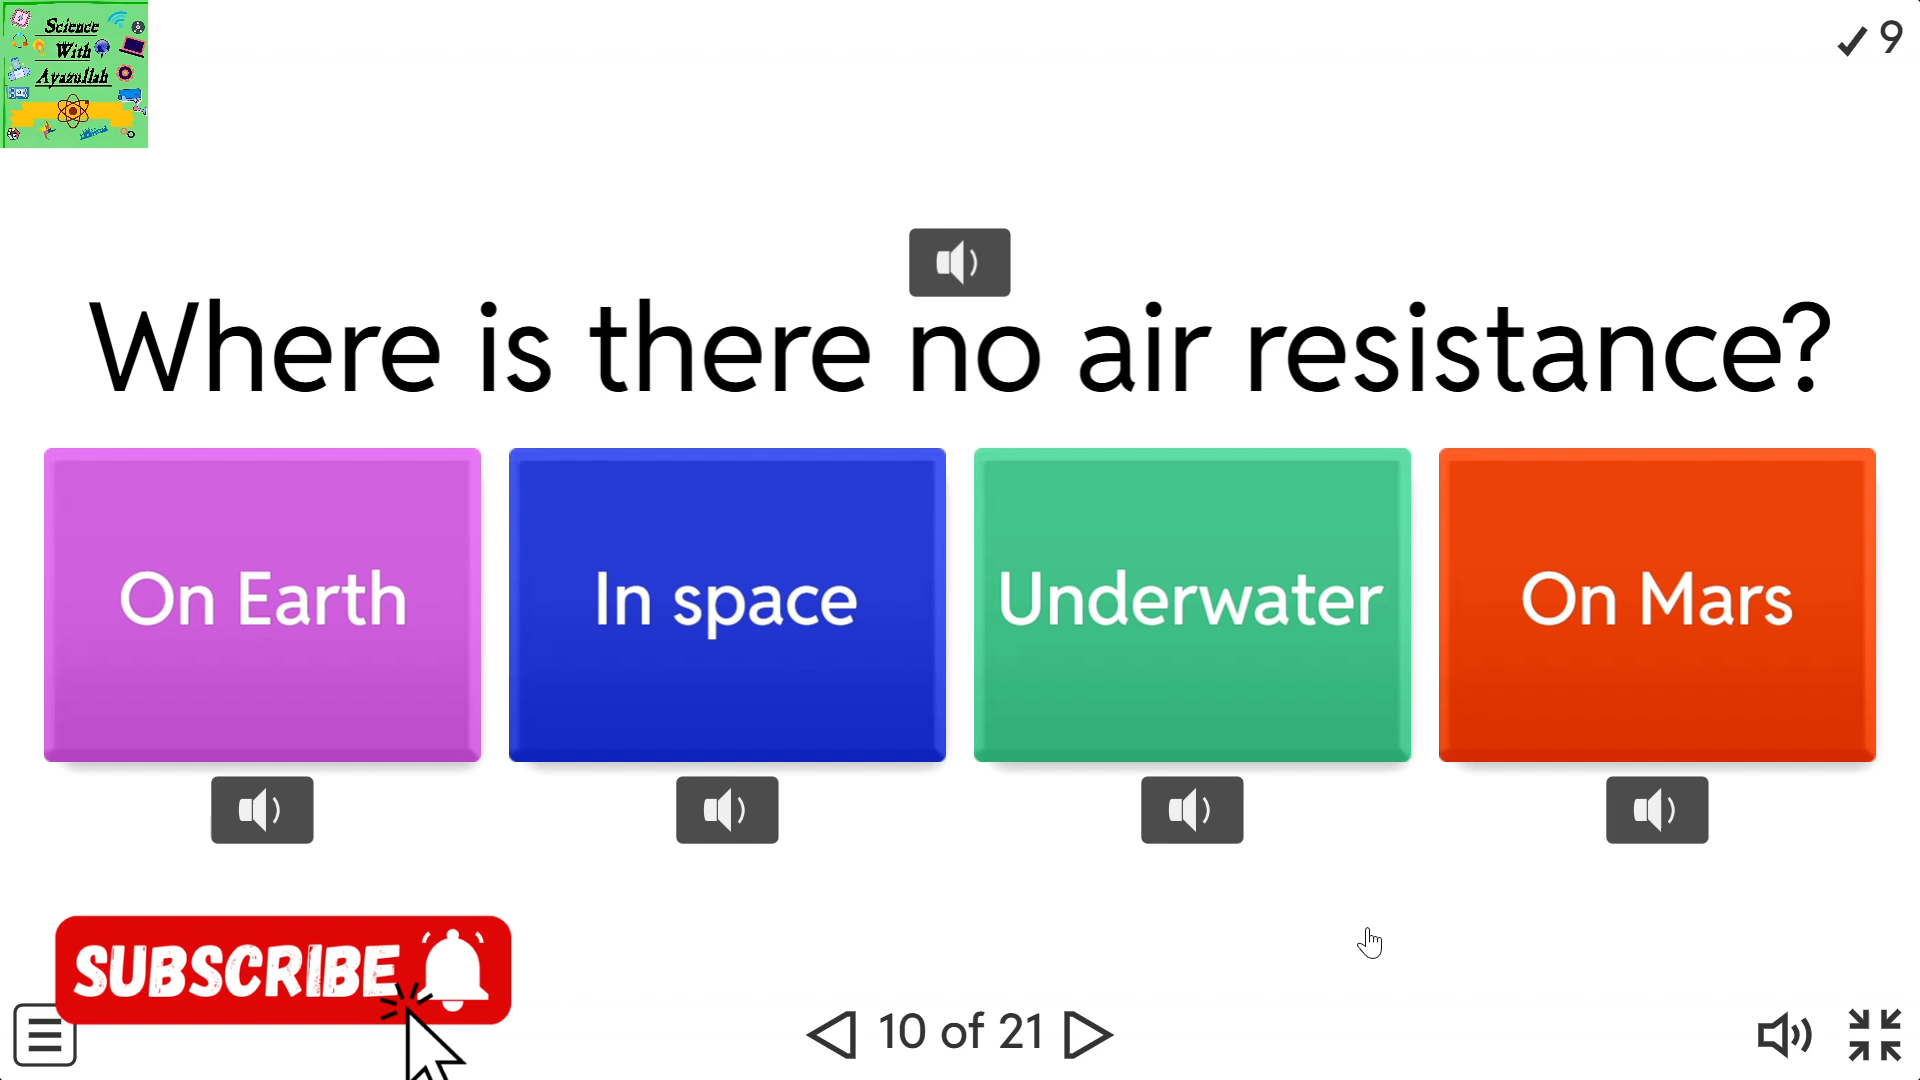 Science
With
Ayazullah
9
Where is there no air resistance?
On Earth
In space
Underwater
On Mars
SUBSCRIBE
10 of 21